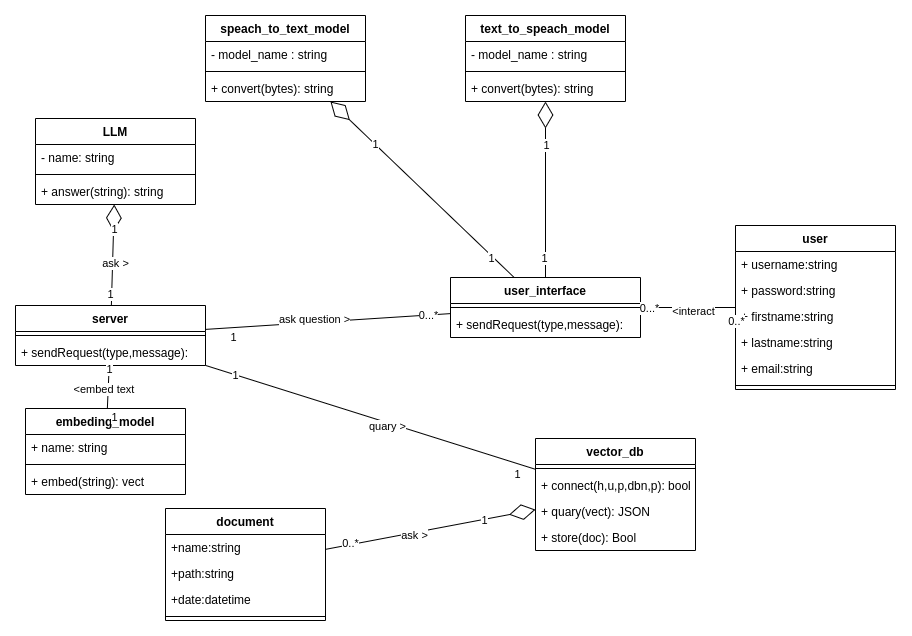 speach_to_text_model
- model_name : string
+ convert(bytes): string
text_to_speach_model
- model_name : string
+ convert(bytes): string
LLM
- name: string
+ answer(string): string
1
ask >
1
1
1
1
1
user
+ username:string
+ password:string
+ firstname:string
+ lastname:string
+ email:string
user_interface
+ sendRequest(type,message):
0...*
<interact
0..*
server
+ sendRequest(type,message):
ask question >
0...*
1
1
<embed text
1
embeding_model
+ name: string
+ embed(string): vect
1
quary >
1
vector_db
+ connect(h,u,p,dbn,p): bool
+ quary(vect): JSON
+ store(doc): Bool
document
+name:string
+path:string
+date:datetime
0..*
ask >
1